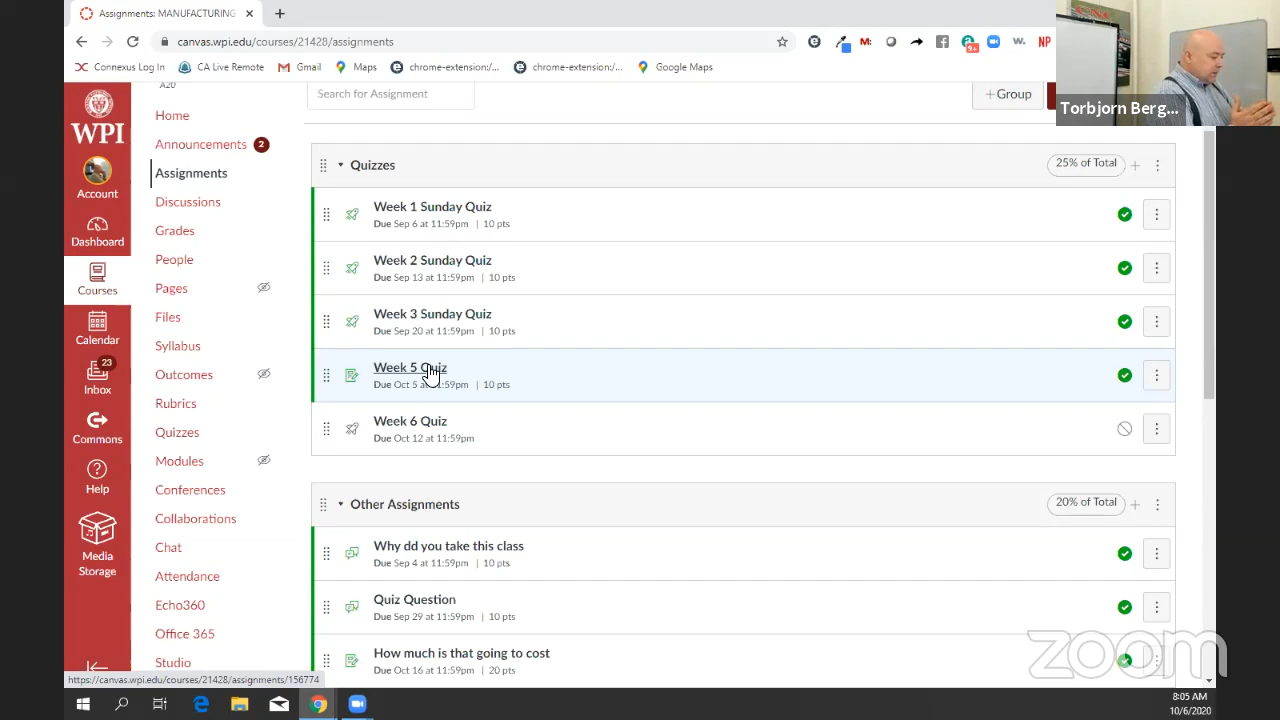 Assignments: MANUFACTURING
canvas.wpi.edu/courses/21428/assignments
M:
9+
w.
NP
Connexus Log In
CA Live Remote
Gmail
Maps
chrome-extension:/...
chrome-extension:/...
Google Maps
Torbjorn Berg...
WPI
Account
Dashboard
Courses
Calendar
23
Inbox
Commons
Help
Media
Storage
A20
Home
Announcements 2
Assignments
Discussions
Grades
People
Pages
Files
Syllabus
Outcomes
Rubrics
Quizzes
Modules
Conferences
Collaborations
Chat
Attendance
Echo360
Office 365
Studio
Search for Assignment
+Group
Quizzes
25% of Total
Week 1 Sunday Quiz
Due Sep 6 at 11:59pm | 10 pts
Week 2 Sunday Quiz
Due Sep 13 at 11:59pm | 10 pts
Week 3 Sunday Quiz
Due Sep 20 at 11:59pm | 10 pts
Week 5 Quiz
Due Oct 5 at 11:59pm | 10 pts
Week 6 Quiz
Due Oct 12 at 11:59pm
Other Assignments
20% of Total
Why dd you take this class
Due Sep 4 at 11:59pm | 10 pts
Quiz Question
Due Sep 29 at 11:59pm | 10 pts
How much is that going to cost
Due Oct 16 at 11:59pm | 20 pts
zoom
https://canvas.wpi.edu/courses/21428/assignments/156774
8:05 AM
10/6/2020